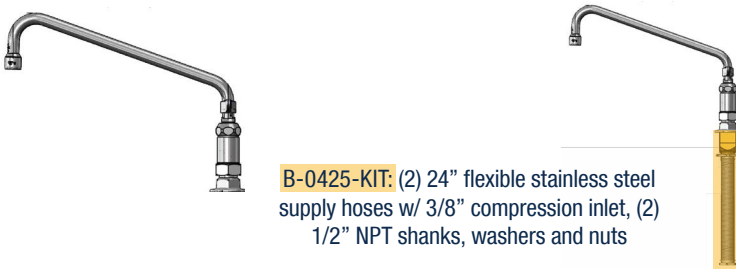 B-0425-KIT: (2) 24” flexible stainless steel
supply hoses w/ 3/8” compression inlet, (2)
1/2” NPT shanks, washers and nuts